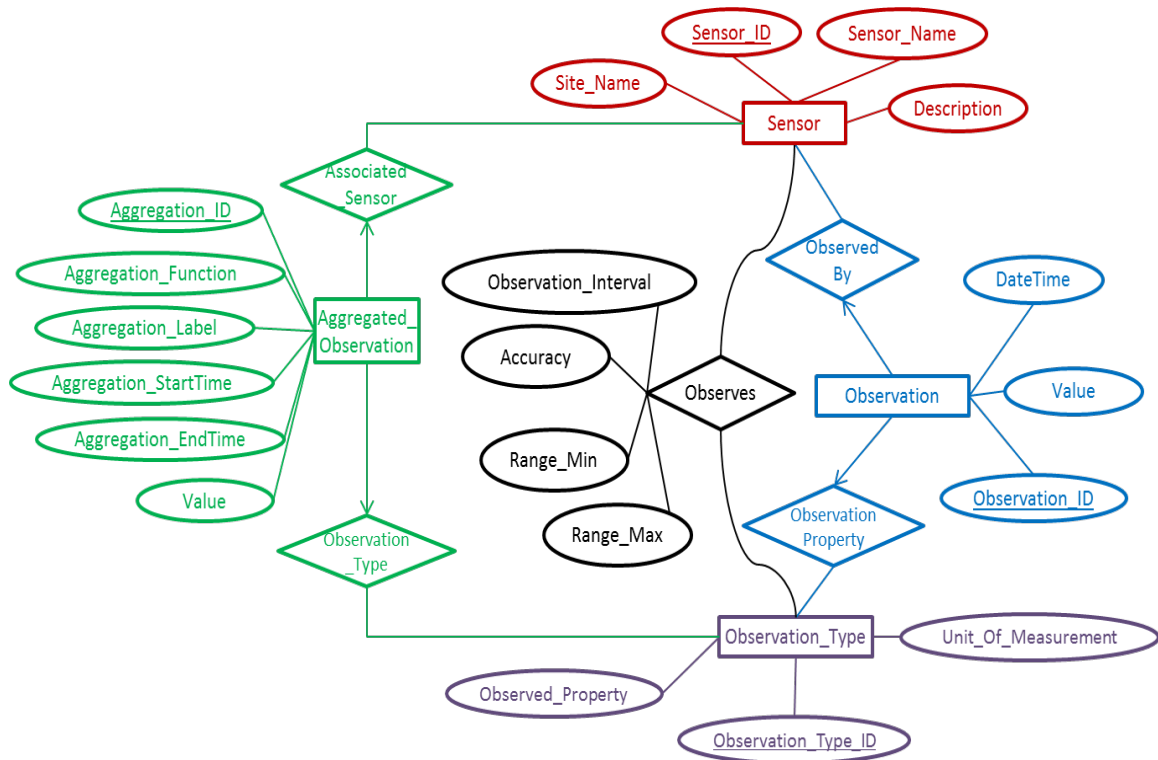 Sensor_ID
Sensor_Name
Site_Name
Description
Sensor
Associated
_Sensor
Aggregation_ID
Aggregation_Function
Aggregation_Label
Aggregation_StartTime
Aggregation_EndTime
Value
Aggregated_
Observation
Observation
_Type
Observation_Interval
Accuracy
Range_Min
Range_Max
Observes
Observed
By
DateTime
Value
Observation
Observation_ID
Observation
Property
Observation_Type
Unit_Of_Measurement
Observed_Property
Observation_Type_ID